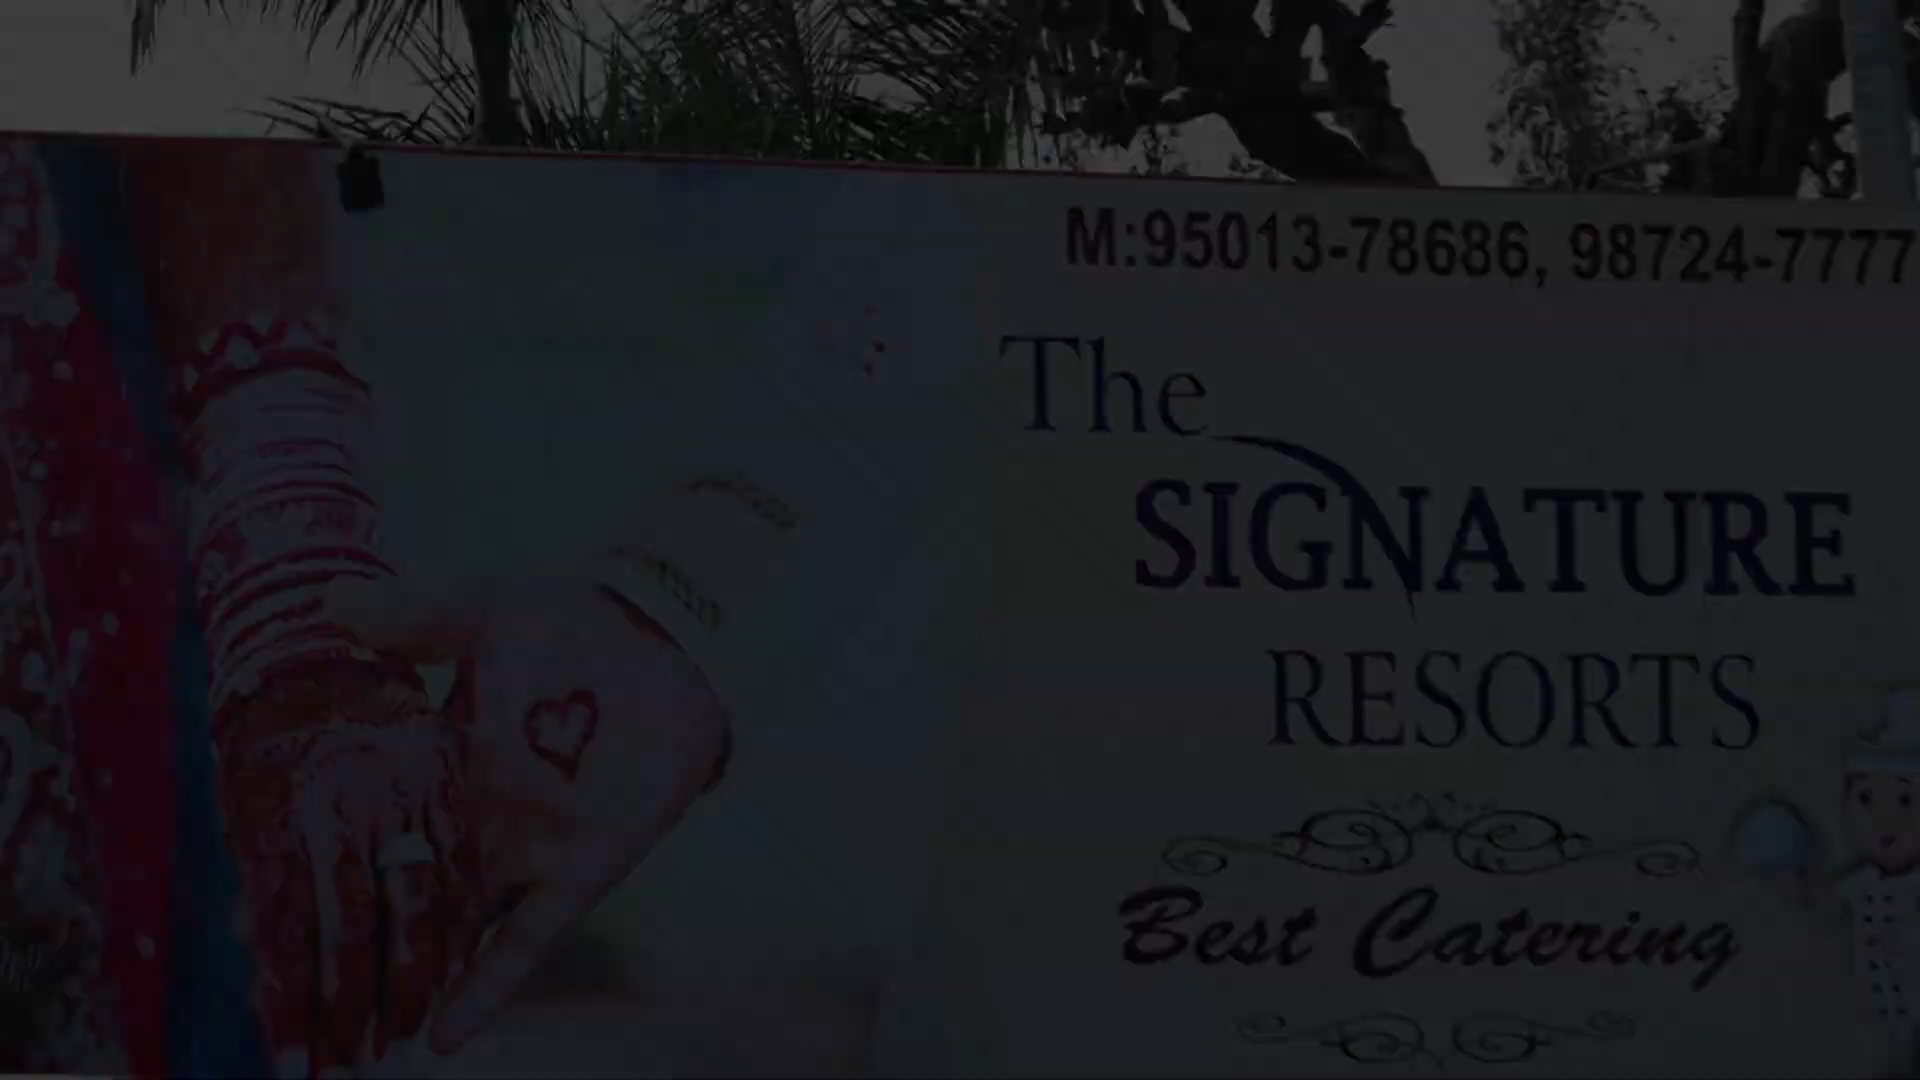 M:95013-78686, 98724-7777
The
SIGNATURE
RESORTS
Best Catering